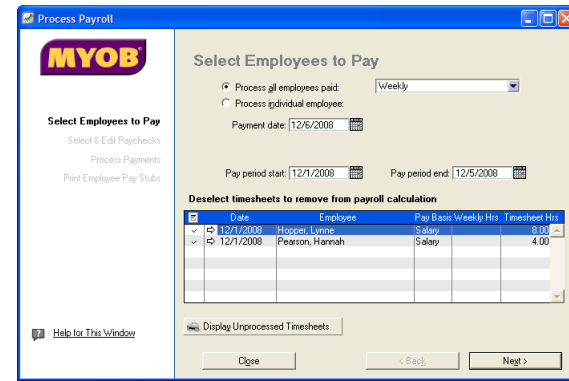 Process Payroll
MYOB
Select Employees to Pay
Select & Edit Paychecks
Process Payments
Print Employee Pay Stubs
Help for This Window
Select Employees to Pay
Process all employees paid: Weekly
Process individual employee:
Payment date: 12/6/2008
Pay period start: 12/1/2008 Pay period end: 12/5/2008
Deselect timesheets to remove from payroll calculation
Date Employee Pay Basis Weekly Hrs Timesheet Hrs
12/1/2008 Hopper, Lynne Salary 8.00
12/1/2008 Pearson, Hannah Salary 4.00
Display Unprocessed Timesheets
Close < Back Next >